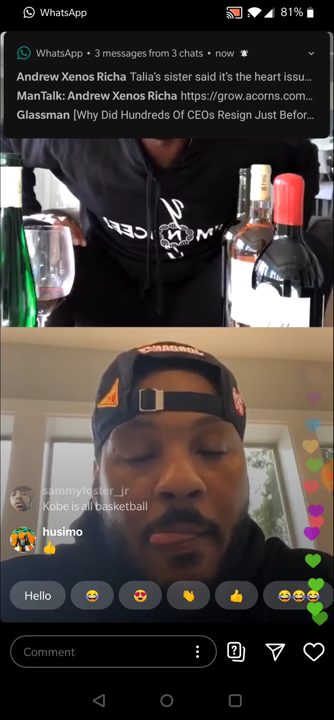 WhatsApp
81%
WhatsApp • 3 messages from 3 chats • now
Andrew Xenos Richa Talia's sister said it's the heart issu...
ManTalk: Andrew Xenos Richa https://grow.acorns.com...
Glassman [Why Did Hundreds Of CEOs Resign Just Befor...
N
sammyfoster_jr
Kobe is all basketball
husimo
👍
Hello 😂 😍 👏 👍 😂😂😂
Comment